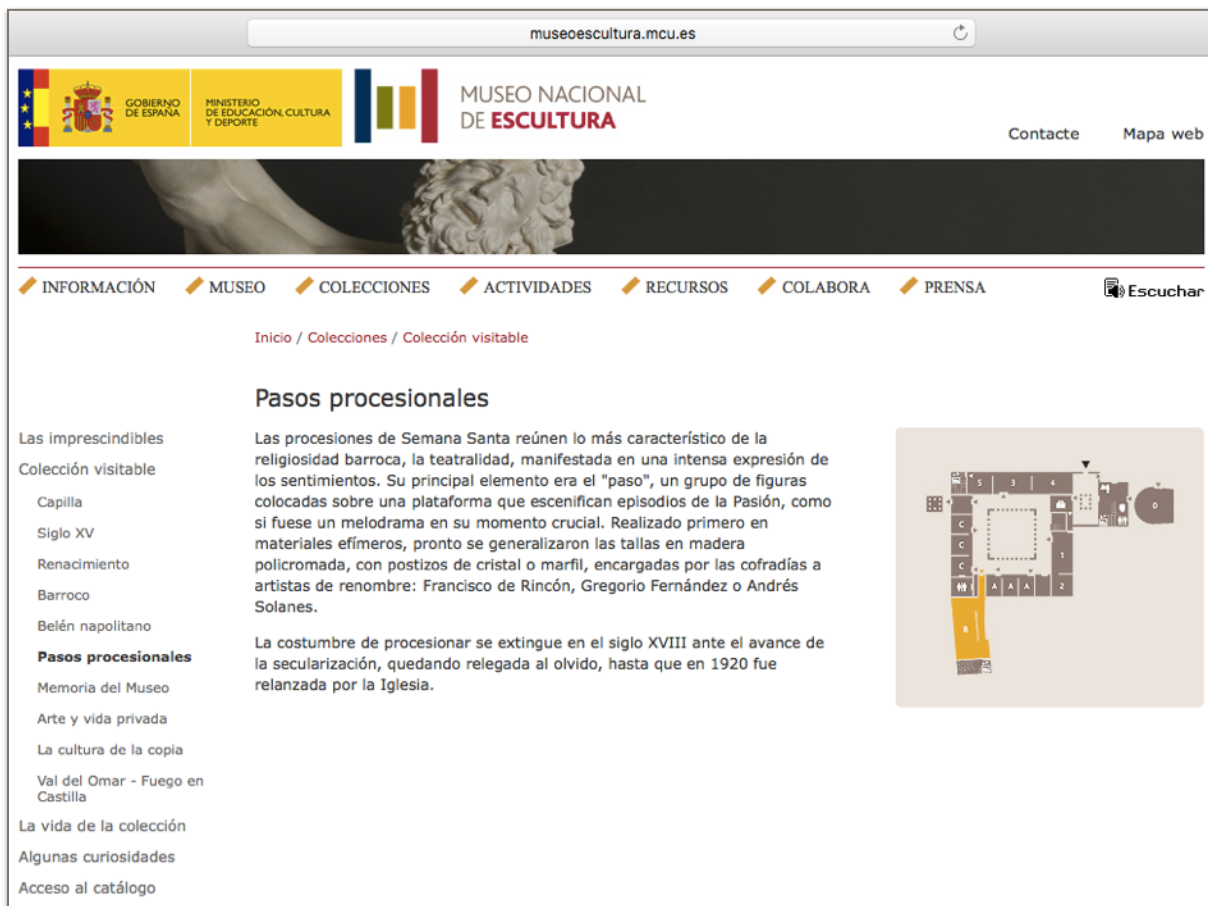 museoescultura.mcu.es
GOBIERNO
DE ESPAÑA
MINISTERIO
DE EDUCACIÓN, CULTURA
Y DEPORTE
MUSEO NACIONAL
DE ESCULTURA
Contacte Mapa web
INFORMACIÓN MUSEO COLECCIONES ACTIVIDADES RECURSOS COLABORA PRENSA Escuchar
Inicio / Colecciones / Colección visitable
Pasos procesionales
Las imprescindibles
Colección visitable
Capilla
Siglo XV
Renacimiento
Barroco
Belén napolitano
Pasos procesionales
Memoria del Museo
Arte y vida privada
La cultura de la copia
Val del Omar - Fuego en
Castilla
La vida de la colección
Algunas curiosidades
Acceso al catálogo
Las procesiones de Semana Santa reúnen lo más característico de la
religiosidad barroca, la teatralidad, manifestada en una intensa expresión de
los sentimientos. Su principal elemento era el "paso", un grupo de figuras
colocadas sobre una plataforma que escenifican episodios de la Pasión, como
si fuese un melodrama en su momento crucial. Realizado primero en
materiales efímeros, pronto se generalizaron las tallas en madera
policromada, con postizos de cristal o marfil, encargadas por las cofradías a
artistas de renombre: Francisco de Rincón, Gregorio Fernández o Andrés
Solanes.
La costumbre de procesionar se extingue en el siglo XVIII ante el avance de
la secularización, quedando relegada al olvido, hasta que en 1920 fue
relanzada por la Iglesia.
5 3 4
0
C
C 1
C
A A A 2
B